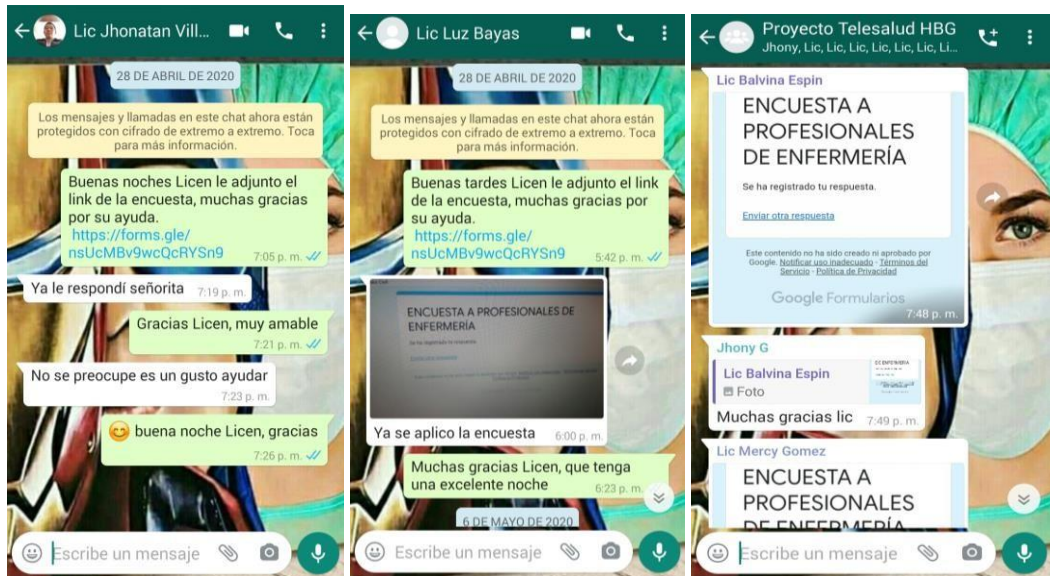 Lic Jhonatan Vill...
28 DE ABRIL DE 2020
Los mensajes y llamadas en este chat ahora están
protegidos con cifrado de extremo a extremo. Toca
para más información.
Buenas noches Licen le adjunto el
link de la encuesta, muchas gracias
por su ayuda.
https://forms.gle/
nsUcMBv9wcQcRYSn9 7:05 p. m.
Ya le respondí señorita 7:19 p. m.
Gracias Licen, muy amable
7:21 p. m.
No se preocupe es un gusto ayudar
7:23 p. m.
😊 buena noche Licen, gracias
7:26 p. m.
Escribe un mensaje
Lic Luz Bayas
28 DE ABRIL DE 2020
Los mensajes y llamadas en este chat ahora están
protegidos con cifrado de extremo a extremo. Toca
para más información.
Buenas tardes Licen le adjunto el link
de la encuesta, muchas gracias por
su ayuda.
https://forms.gle/
nsUcMBv9wcQcRYSn9 5:42 p. m.
ENCUESTA A PROFESIONALES DE
ENFERMERÍA
Se ha registrado tu respuesta.
Ya se aplico la encuesta 6:00 p. m.
Muchas gracias Licen, que tenga
una excelente noche 6:23 p. m.
6 DE MAYO DE 2020
Escribe un mensaje
Proyecto Telesalud HBG
Jhony, Lic, Lic, Lic, Lic, Lic, Lic, Li...
Lic Balvina Espin
ENCUESTA A
PROFESIONALES
DE ENFERMERÍA
Se ha registrado tu respuesta.
Enviar otra respuesta
Este contenido no ha sido creado ni aprobado por
Google. Notificar uso inadecuado - Términos del
Servicio - Política de Privacidad
Google Formularios
7:48 p. m.
Jhony G
Lic Balvina Espin
Foto
Muchas gracias lic 7:49 p. m.
Lic Mercy Gomez
ENCUESTA A
PROFESIONALES
DE ENFERMERÍA
Escribe un mensaje